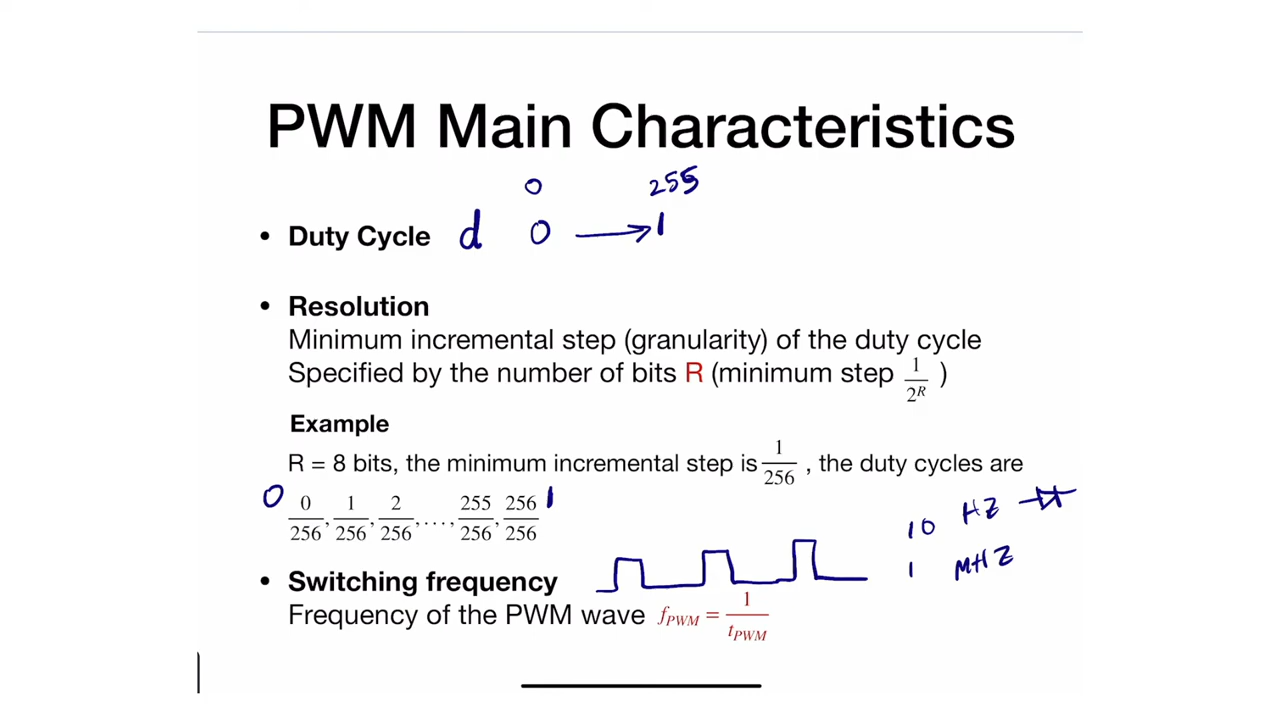 PWM Main Characteristics
0 255
• Duty Cycle d 0 → 1
• Resolution
Minimum incremental step (granularity) of the duty cycle
Specified by the number of bits R (minimum step 1/2^R )
Example
R = 8 bits, the minimum incremental step is 1/256 , the duty cycles are
0 0/256, 1/256, 2/256, ..., 255/256, 256/256 1
10 HZ
1 MHZ
• Switching frequency
Frequency of the PWM wave f_PWM = 1/t_PWM